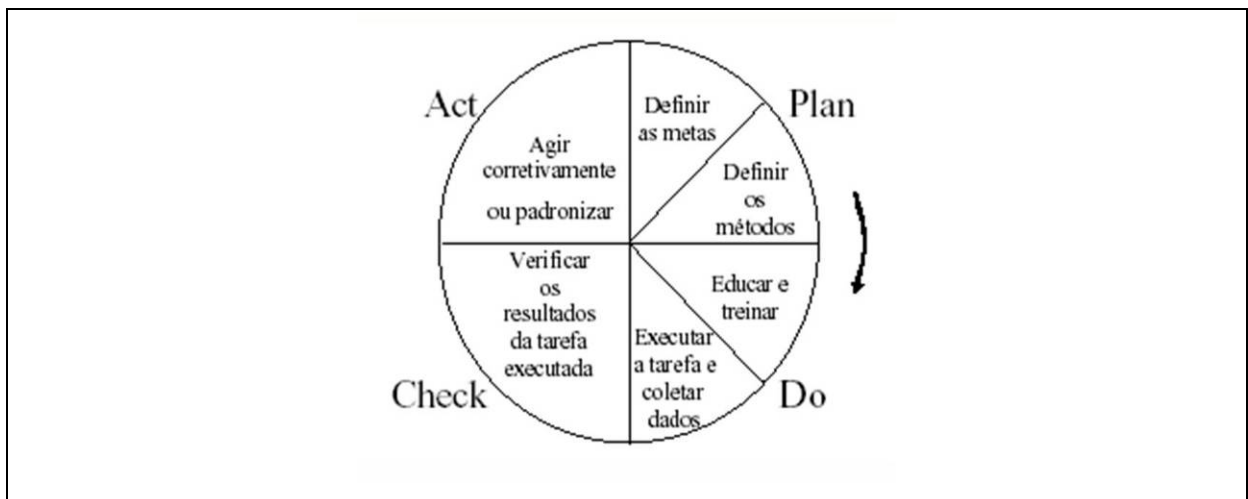 Act
Plan
Definir
as metas
Agir
corretivamente
ou padronizar
Definir
os
métodos
Verificar
os
resultados
da tarefa
executada
Educar e
treinar
Executar
a tarefa e
coletar
dados
Check
Do